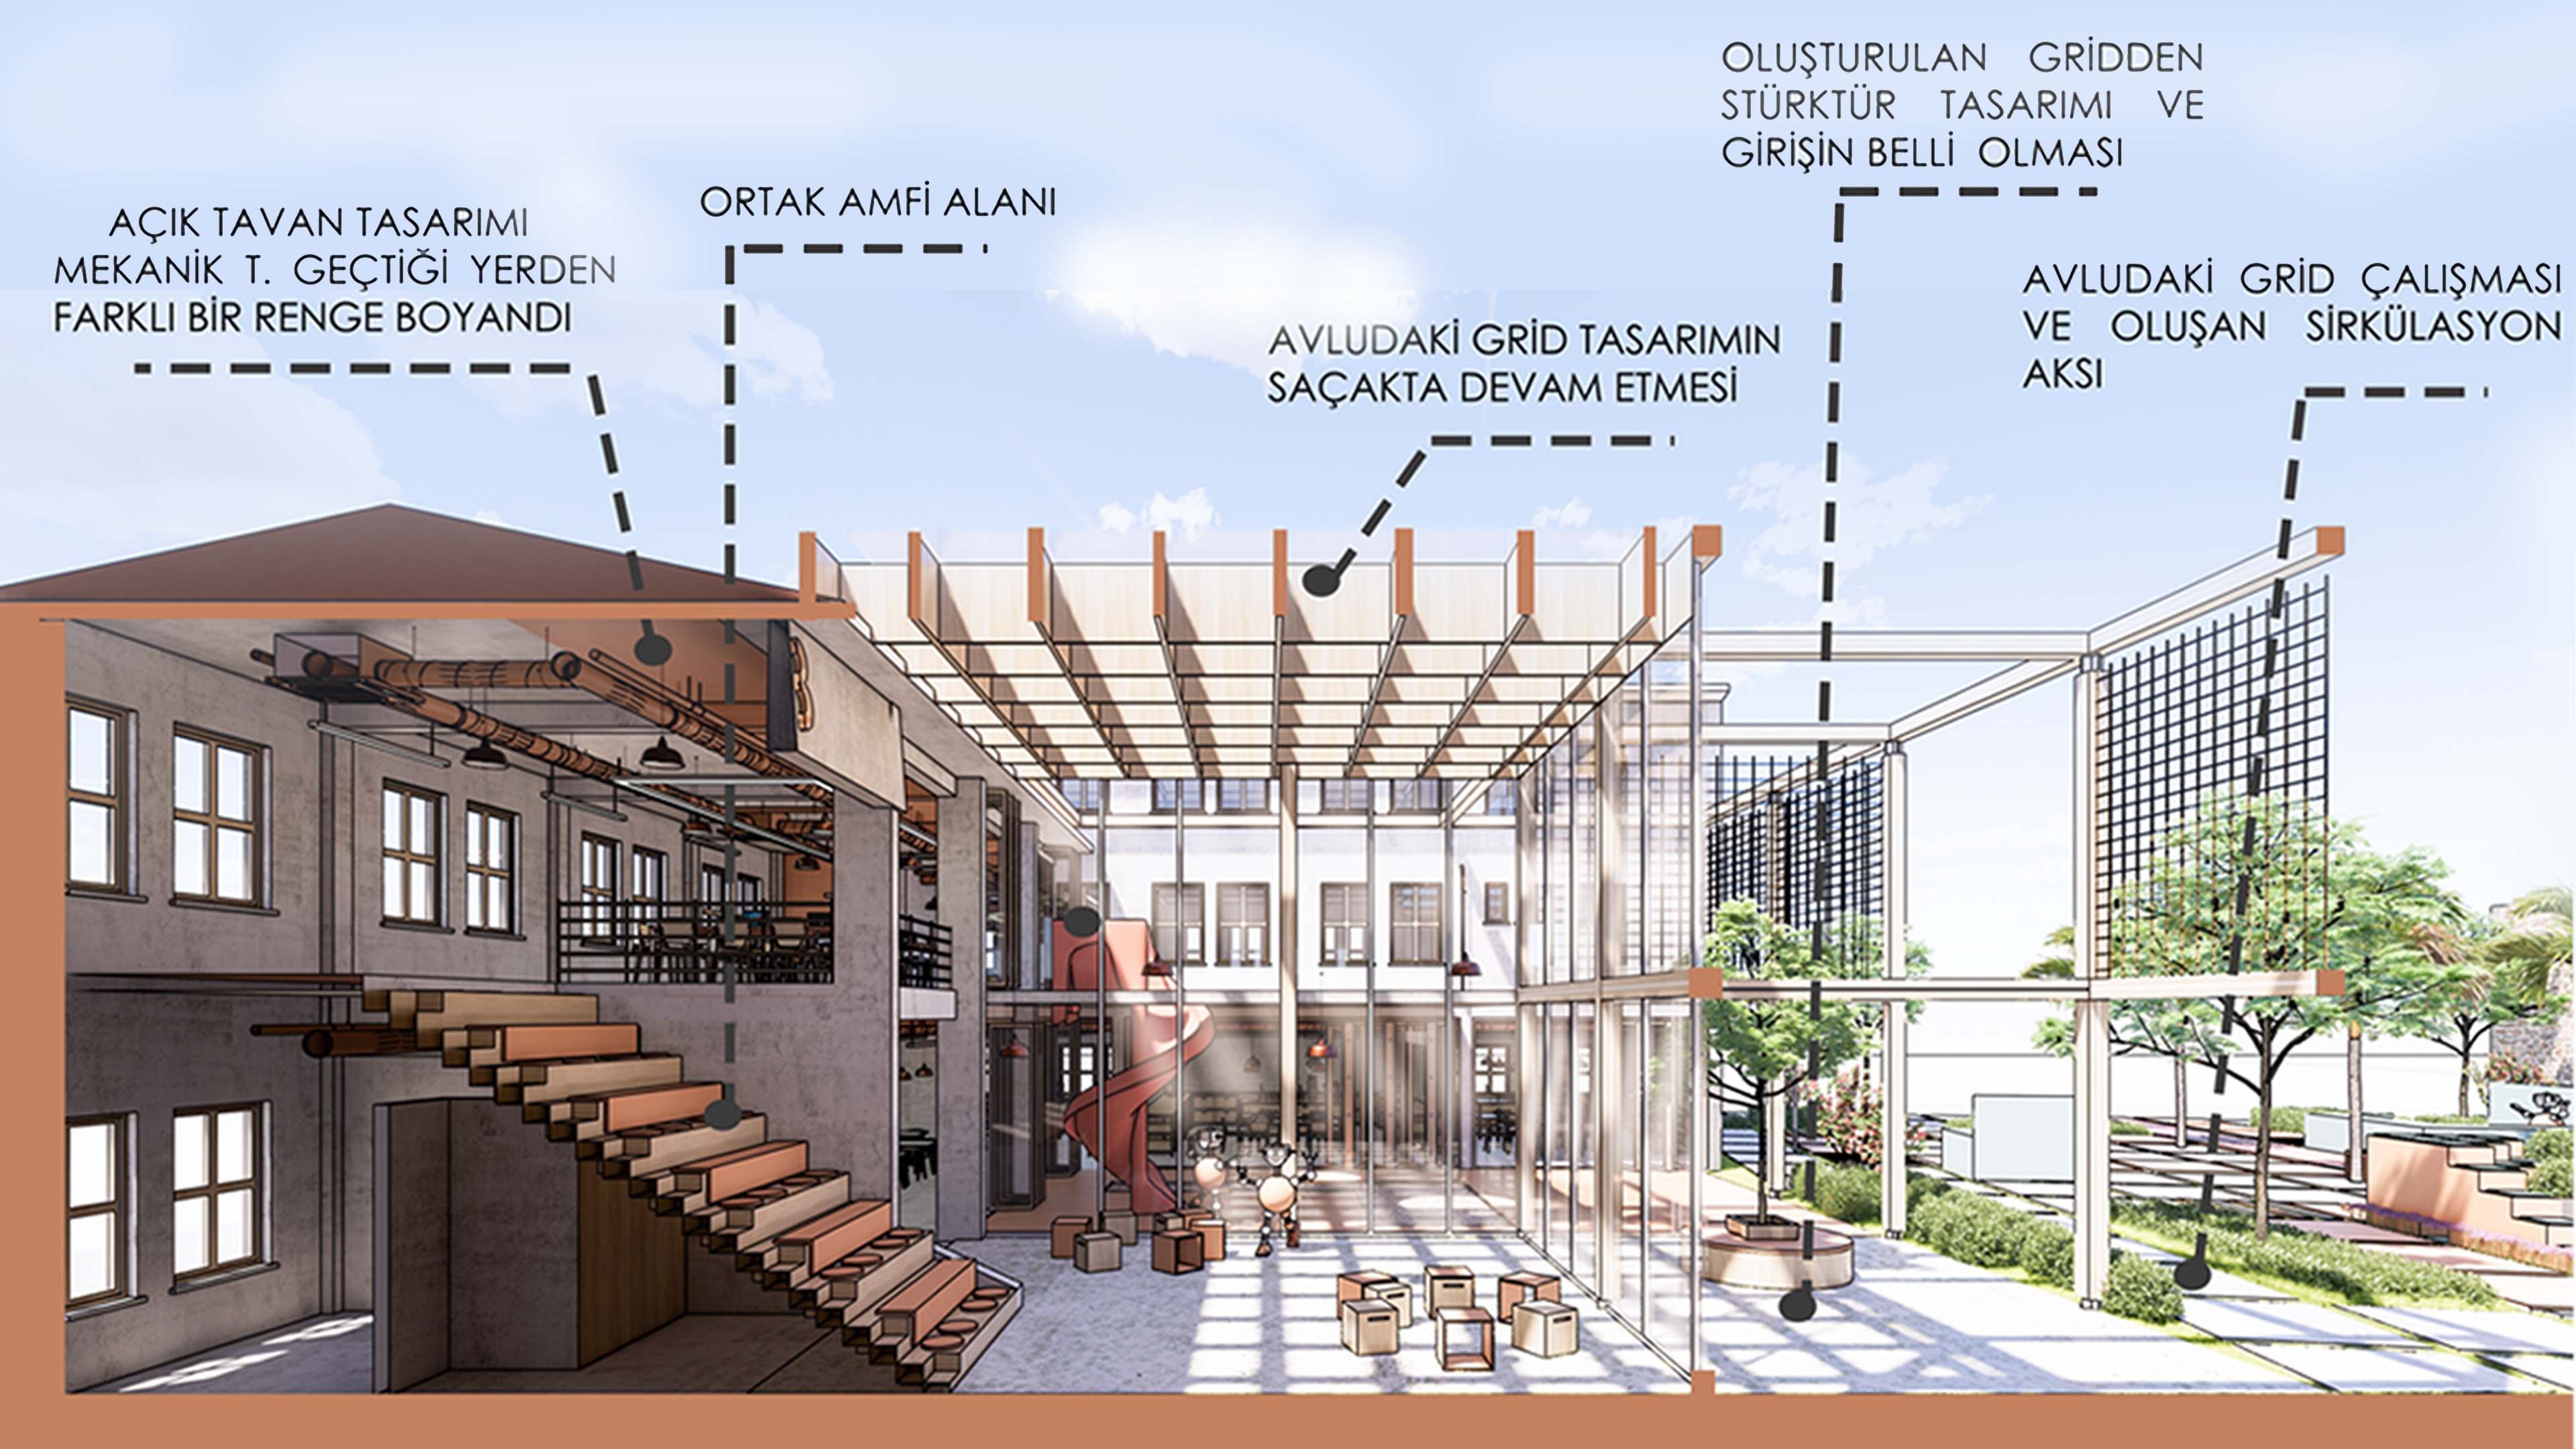 AÇIK TAVAN TASARIMI
MEKANİK T. GEÇTİĞİ YERDEN
FARKLI BİR RENGE BOYANDI
ORTAK AMFİ ALANI
AVLUDAKİ GRİD TASARIMIN
SAÇAKTA DEVAM ETMESİ
OLUŞTURULAN GRİDDEN
STÜRKTÜR TASARIMI VE
GİRİŞİN BELLİ OLMASI
AVLUDAKİ GRİD ÇALIŞMASI
VE OLUŞAN SİRKÜLASYON
AKSI